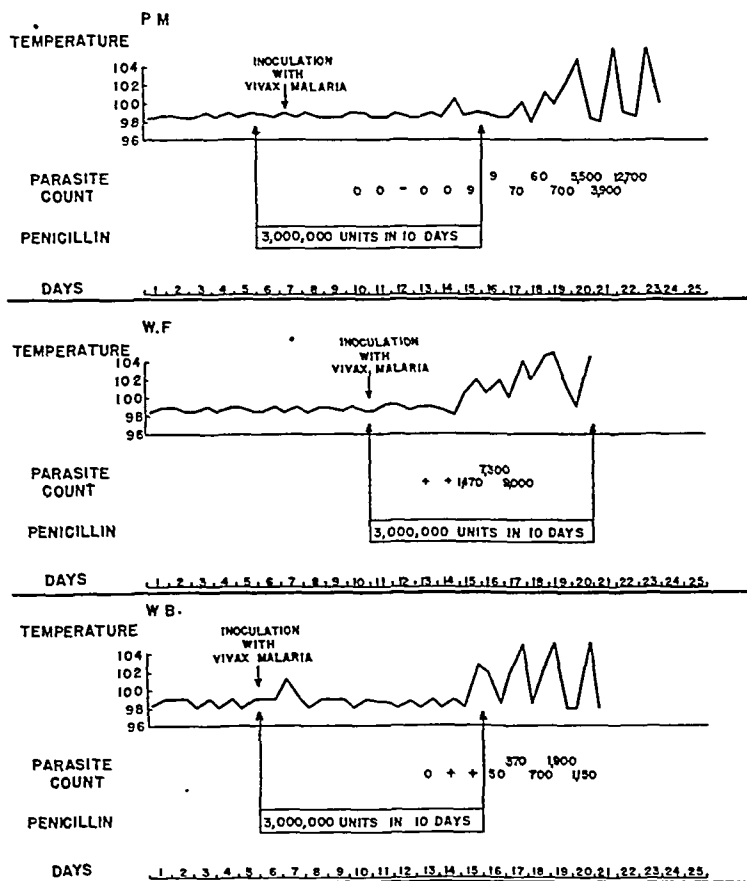 P M
TEMPERATURE
INOCULATION
WITH
VIVAX MALARIA
104
102
100
98
96
PARASITE
COUNT
9 60 5,500 12,700
0 0 - 0 0 9 70 700 3,900
PENICILLIN
3,000,000 UNITS IN 10 DAYS
DAYS
1 2 3 4 5 6 7 8 9 10 11 12 13 14 15 16 17 18 19 20 21 22 23 24 25
W.F
TEMPERATURE
INOCULATION
WITH
VIVAX MALARIA
104
102
100
98
96
PARASITE
COUNT
7,300
+ + 1,170 9,000
PENICILLIN
3,000,000 UNITS IN 10 DAYS
DAYS
1 2 3 4 5 6 7 8 9 10 11 12 13 14 15 16 17 18 19 20 21 22 23 24 25
W B.
TEMPERATURE
INOCULATION
WITH
VIVAX MALARIA
104
102
100
98
96
PARASITE
COUNT
370 1,900
0 + + 50 700 1,150
PENICILLIN
3,000,000 UNITS IN 10 DAYS
DAYS
1 2 3 4 5 6 7 8 9 10 11 12 13 14 15 16 17 18 19 20 21 22 23 24 25